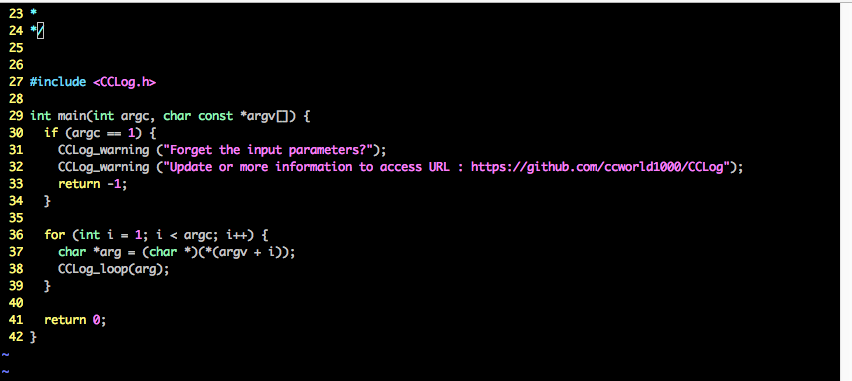 23 *
24 */
25
26
27 #include <CCLog.h>
28
29 int main(int argc, char const *argv[]) {
30   if (argc == 1) {
31     CCLog_warning ("Forget the input parameters?");
32     CCLog_warning ("Update or more information to access URL : https://github.com/ccworld1000/CCLog");
33     return -1;
34   }
35
36   for (int i = 1; i < argc; i++) {
37     char *arg = (char *)(*(argv + i));
38     CCLog_loop(arg);
39   }
40
41   return 0;
42 }
~
~